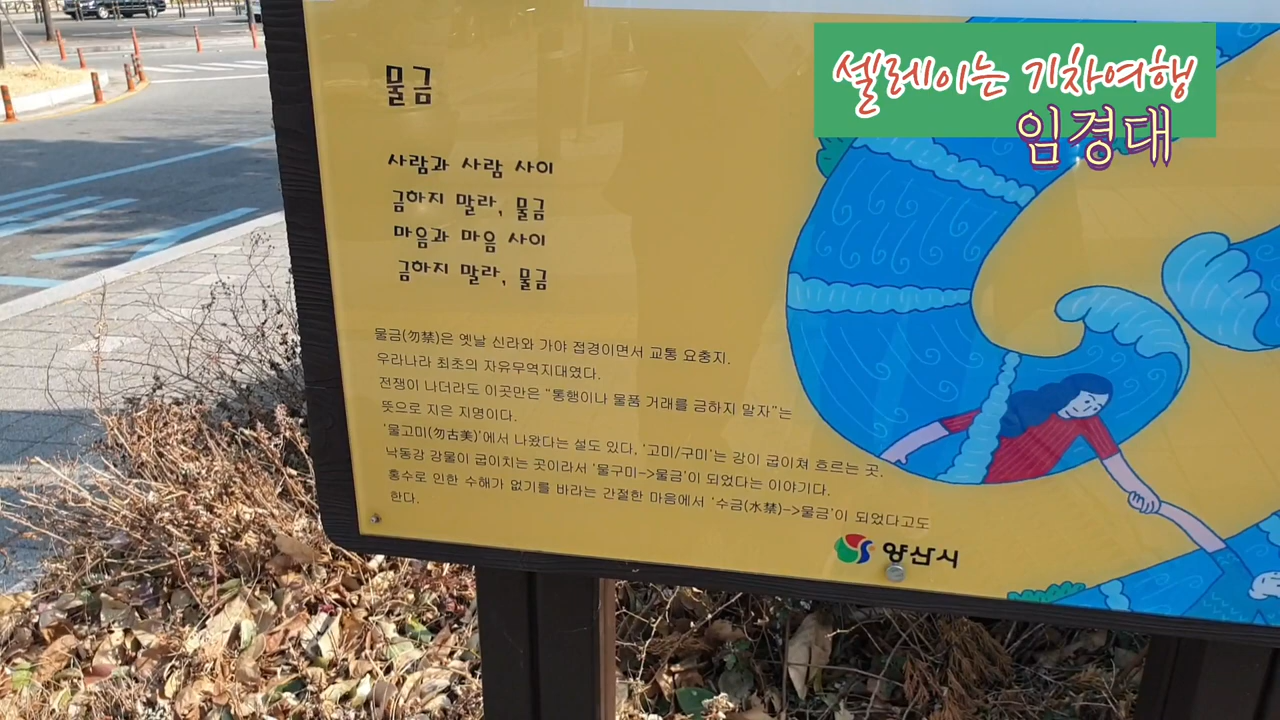 셀레이는 기차여행
임경대
물금
사람과 사람 사이
금하지 말라, 물금
마음과 마음 사이
금하지 말라, 물금
물금(勿禁)은 옛날 신라와 가야 접경이면서 교통 요충지.
우라나라 최초의 자유무역지대였다.
전쟁이 나더라도 이곳만은 "통행이나 물품 거래를 금하지 말자"는
뜻으로 지은 지명이다.
'물고미(勿古美)'에서 나왔다는 설도 있다, '고미/구미'는 강이 굽이쳐 흐르는 곳.
낙동감 강물이 굽이치는 곳이라서 '물구미->물금'이 되었다는 이야기다.
홍수로 인한 수해가 없기를 바라는 간절한 마음에서 '수금(水禁)->물금'이 되었다고도
한다.
양산시